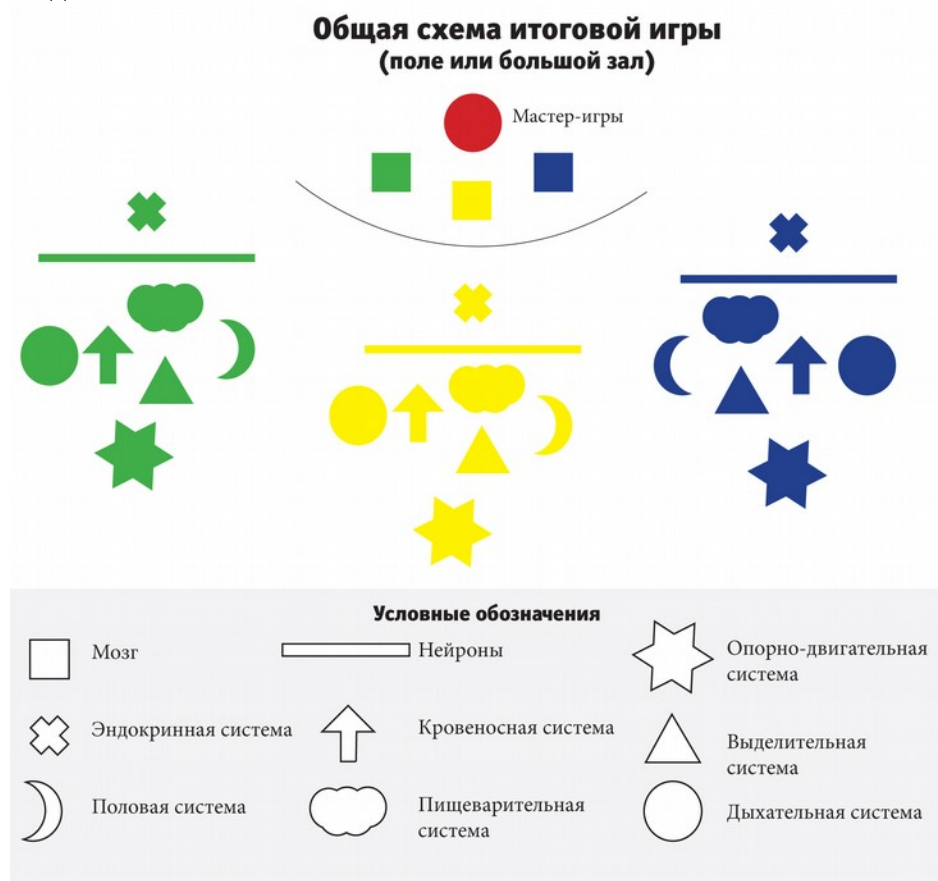 Общая схема итоговой игры
(поле или большой зал)
Мастер-игры
Условные обозначения
Мозг
Нейроны
Опорно-двигательная
система
Эндокринная система
Кровеносная система
Выделительная
система
Половая система
Пищеварительная
система
Дыхательная система